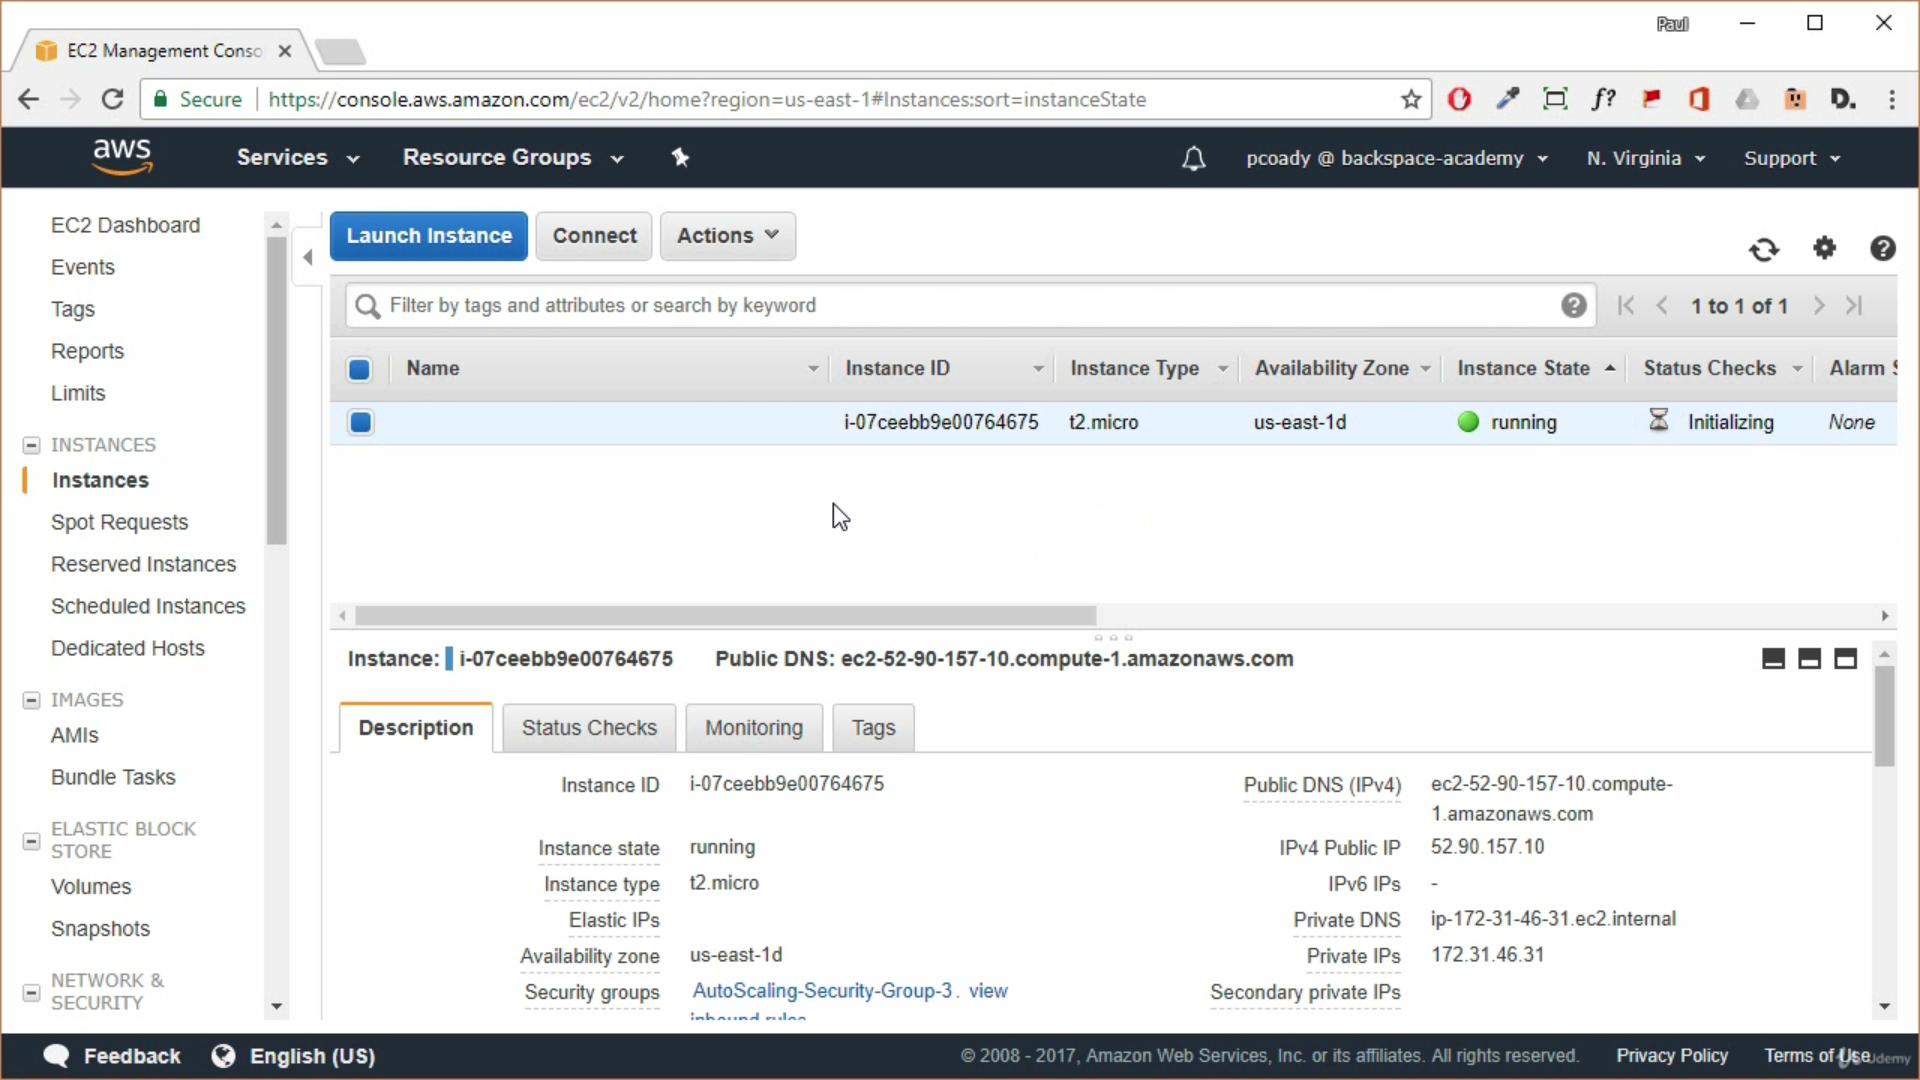 Paul
EC2 Management Conso
Secure https://console.aws.amazon.com/ec2/v2/home?region=us-east-1#Instances:sort=instanceState
f?
D.
aws Services Resource Groups pcoady @ backspace-academy N. Virginia Support
EC2 Dashboard
Events
Tags
Reports
Limits
INSTANCES
Instances
Spot Requests
Reserved Instances
Scheduled Instances
Dedicated Hosts
IMAGES
AMIs
Bundle Tasks
ELASTIC BLOCK
STORE
Volumes
Snapshots
NETWORK &
SECURITY
Launch Instance Connect Actions
Filter by tags and attributes or search by keyword 1 to 1 of 1
Name Instance ID Instance Type Availability Zone Instance State Status Checks Alarm S
i-07ceebb9e00764675 t2.micro us-east-1d running Initializing None
Instance: i-07ceebb9e00764675 Public DNS: ec2-52-90-157-10.compute-1.amazonaws.com
Description Status Checks Monitoring Tags
Instance ID i-07ceebb9e00764675
Instance state running
Instance type t2.micro
Elastic IPs
Availability zone us-east-1d
Security groups AutoScaling-Security-Group-3. view
inbound rules
Public DNS (IPv4) ec2-52-90-157-10.compute-
1.amazonaws.com
IPv4 Public IP 52.90.157.10
IPv6 IPs -
Private DNS ip-172-31-46-31.ec2.internal
Private IPs 172.31.46.31
Secondary private IPs
Feedback English (US) © 2008 - 2017, Amazon Web Services, Inc. or its affiliates. All rights reserved. Privacy Policy Terms of Use
Udemy